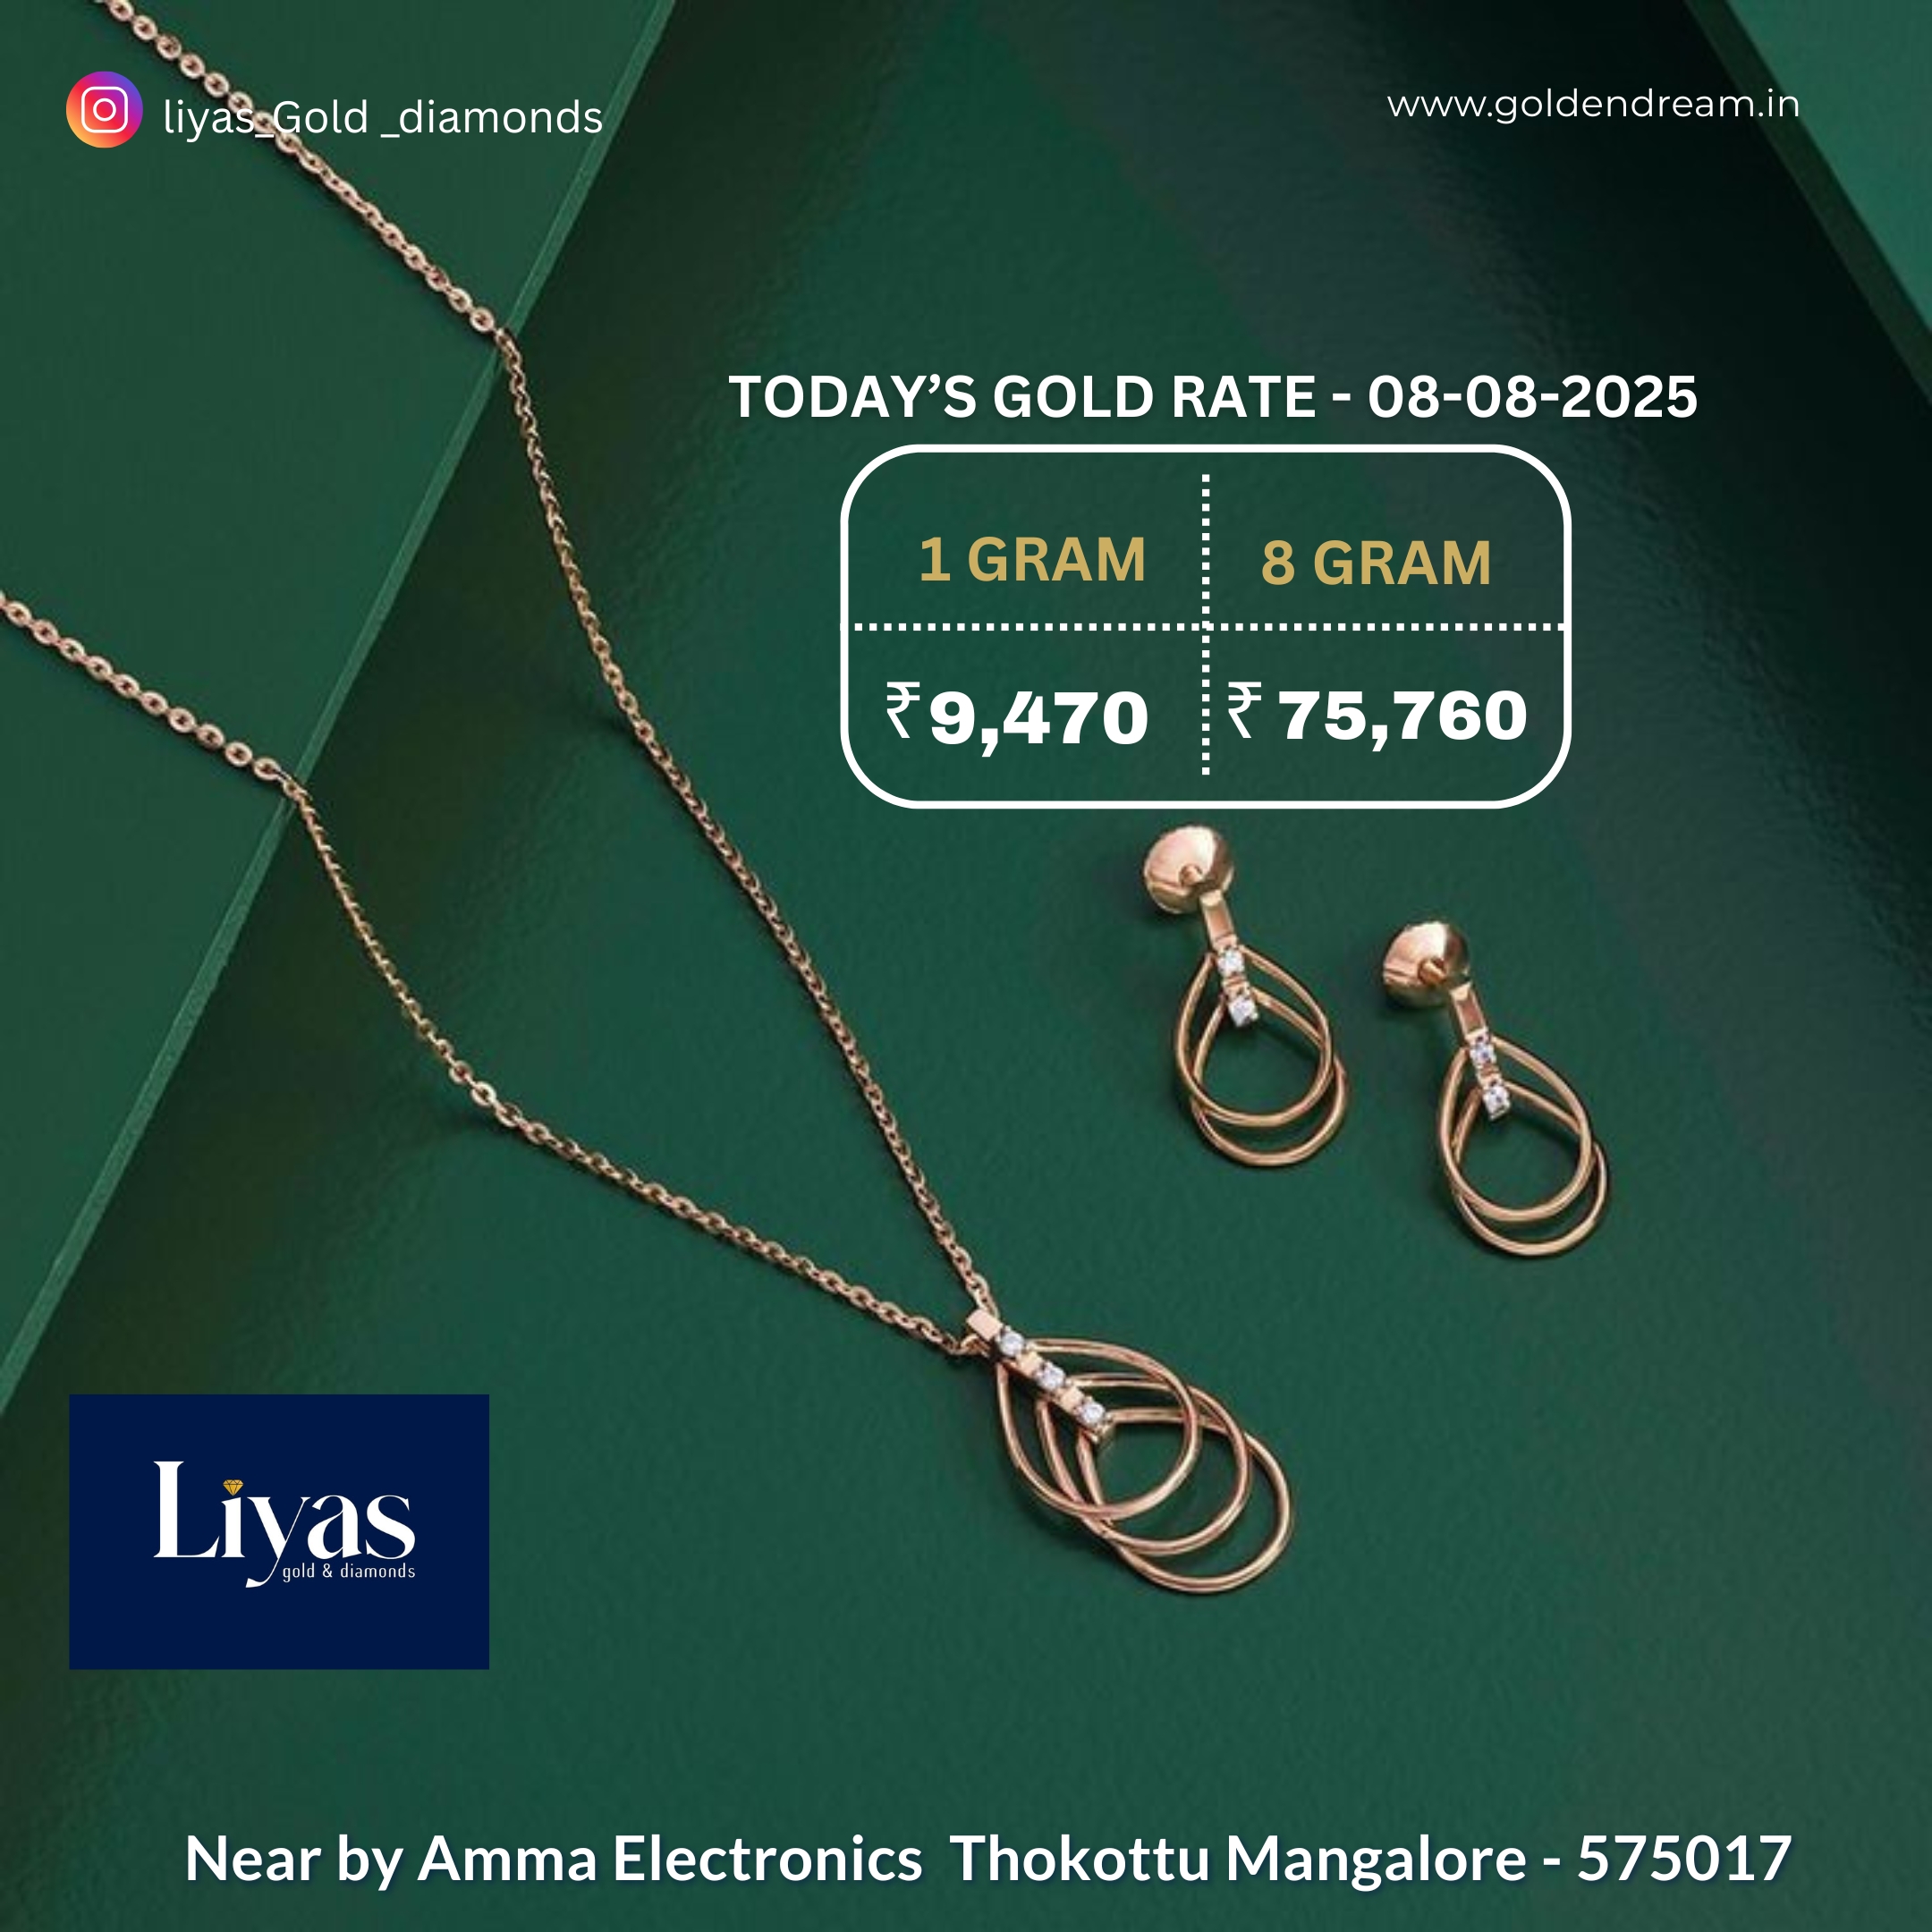 liyas_Gold _diamonds
www.goldendream.in
TODAY’S GOLD RATE - 08-08-2025
1 GRAM
8 GRAM
₹9,470
₹ 75,760
Liyas
gold & diamonds
Near by Amma Electronics Thokottu Mangalore - 575017